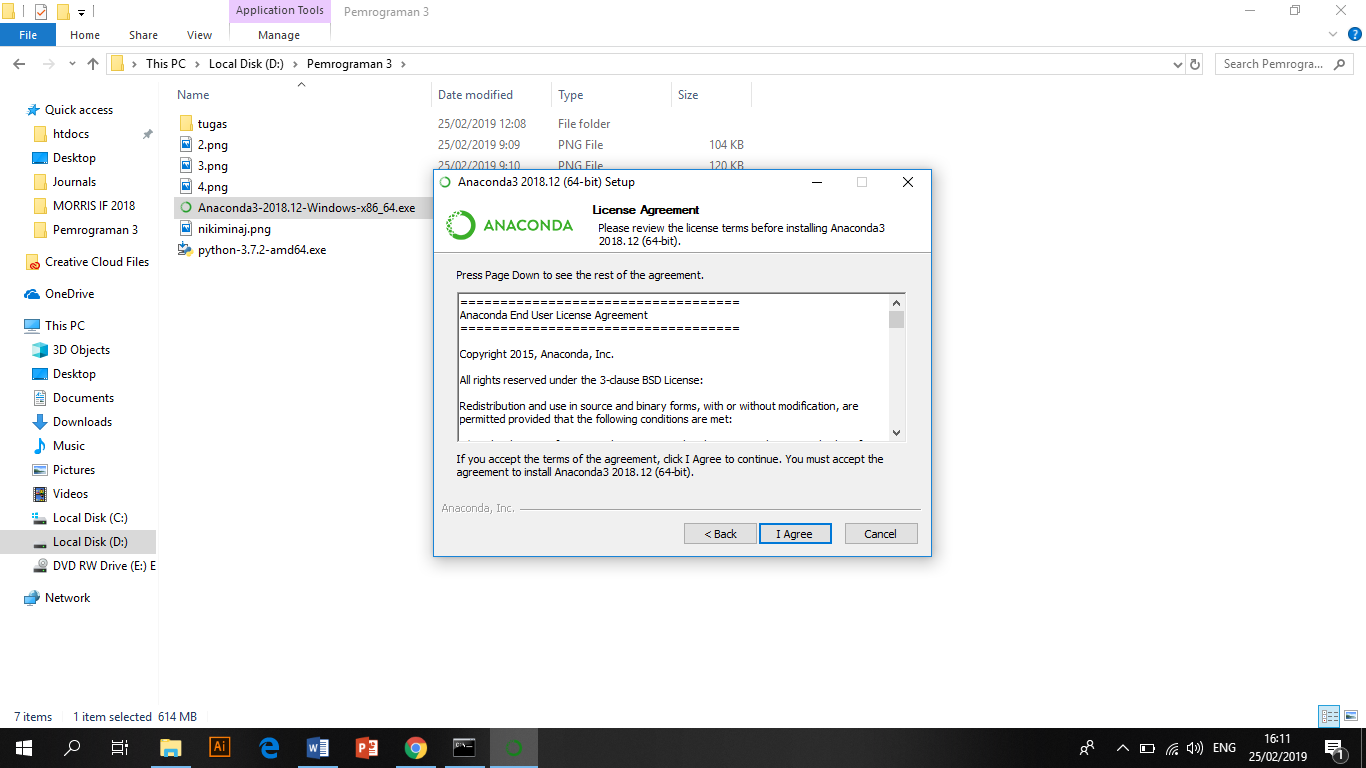 Application Tools
Pemrograman 3
File
Home
Share
View
Manage
This PC
Local Disk (D:)
Pemrograman 3
Search Pemrogra...
Name
Date modified
Type
Size
Quick access
htdocs
Desktop
Journals
MORRIS IF 2018
Pemrograman 3
Creative Cloud Files
OneDrive
This PC
3D Objects
Desktop
Documents
Downloads
Music
Pictures
Videos
Local Disk (C:)
Local Disk (D:)
DVD RW Drive (E:) E
Network
tugas 25/02/2019 12:08 File folder
2.png 25/02/2019 9:09 PNG File 104 KB
3.png 25/02/2019 9:10 PNG File 120 KB
4.png
Anaconda3-2018.12-Windows-x86_64.exe
nikiminaj.png
python-3.7.2-amd64.exe
Anaconda3 2018.12 (64-bit) Setup
ANACONDA
License Agreement
Please review the license terms before installing Anaconda3
2018.12 (64-bit).
Press Page Down to see the rest of the agreement.
===================================
Anaconda End User License Agreement
===================================
Copyright 2015, Anaconda, Inc.
All rights reserved under the 3-clause BSD License:
Redistribution and use in source and binary forms, with or without modification, are
permitted provided that the following conditions are met:
If you accept the terms of the agreement, click I Agree to continue. You must accept the
agreement to install Anaconda3 2018.12 (64-bit).
Anaconda, Inc.
< Back
I Agree
Cancel
7 items 1 item selected 614 MB
Ai
ENG
16:11
25/02/2019
1